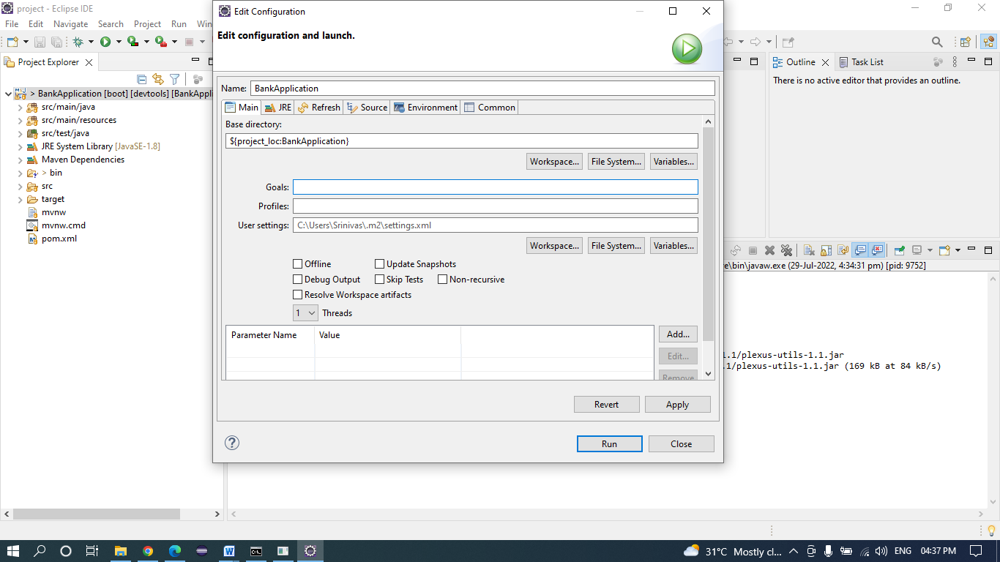 project - Eclipse IDE
File Edit Navigate Search Project Run Win
Project Explorer
> BankApplication [boot] [devtools] [BankAppli
src/main/java
src/main/resources
src/test/java
JRE System Library [JavaSE-1.8]
Maven Dependencies
> bin
src
target
mvnw
mvnw.cmd
pom.xml
Edit Configuration
Edit configuration and launch.
Name: BankApplication
Main JRE Refresh Source Environment Common
Base directory:
${project_loc:BankApplication}
Workspace... File System... Variables...
Goals:
Profiles:
User settings: C:\Users\Srinivas\.m2\settings.xml
Workspace... File System... Variables...
Offline Update Snapshots
Debug Output Skip Tests Non-recursive
Resolve Workspace artifacts
1 Threads
Parameter Name Value
Add...
Edit...
Remove
Revert Apply
Run Close
Outline Task List
There is no active editor that provides an outline.
e\bin\javaw.exe (29-Jul-2022, 4:34:31 pm) [pid: 9752]
1.1/plexus-utils-1.1.jar
.1/plexus-utils-1.1.jar (169 kB at 84 kB/s)
31°C Mostly cl... ENG 04:37 PM